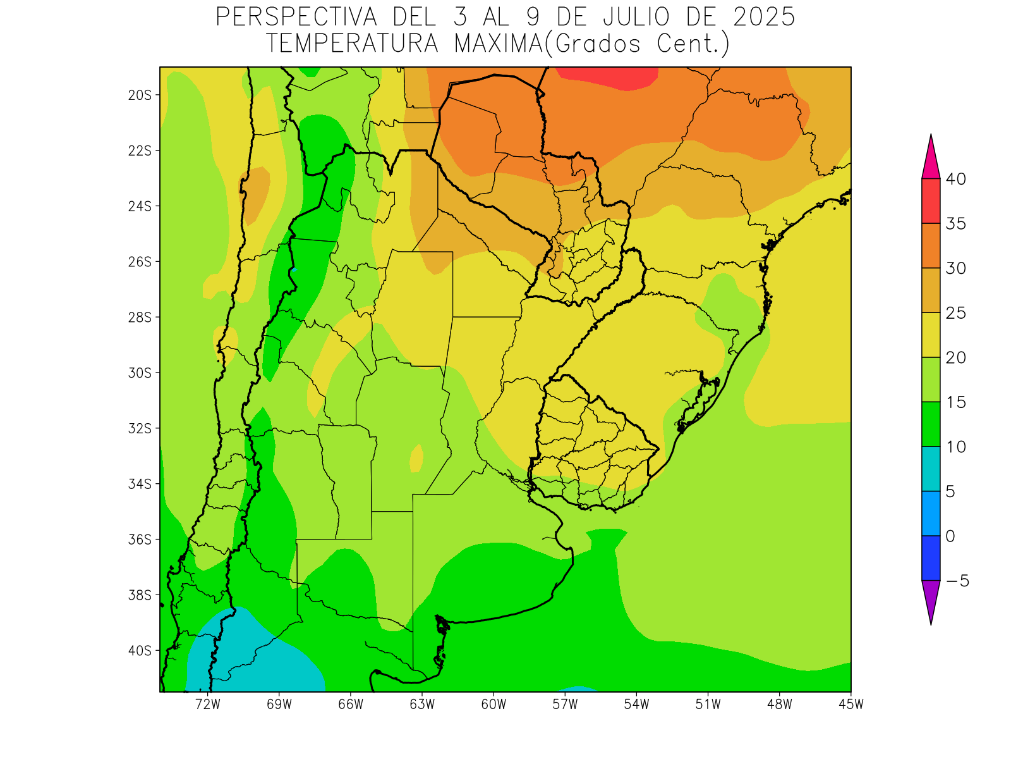 PERSPECTIVA DEL 3 AL 9 DE JULIO DE 2025
TEMPERATURA MAXIMA(Grados Cent.)
20S
22S
24S
26S
28S
30S
32S
34S
36S
38S
40S
72W 69W 66W 63W 60W 57W 54W 51W 48W 45W
40
35
30
25
20
15
10
5
0
−5